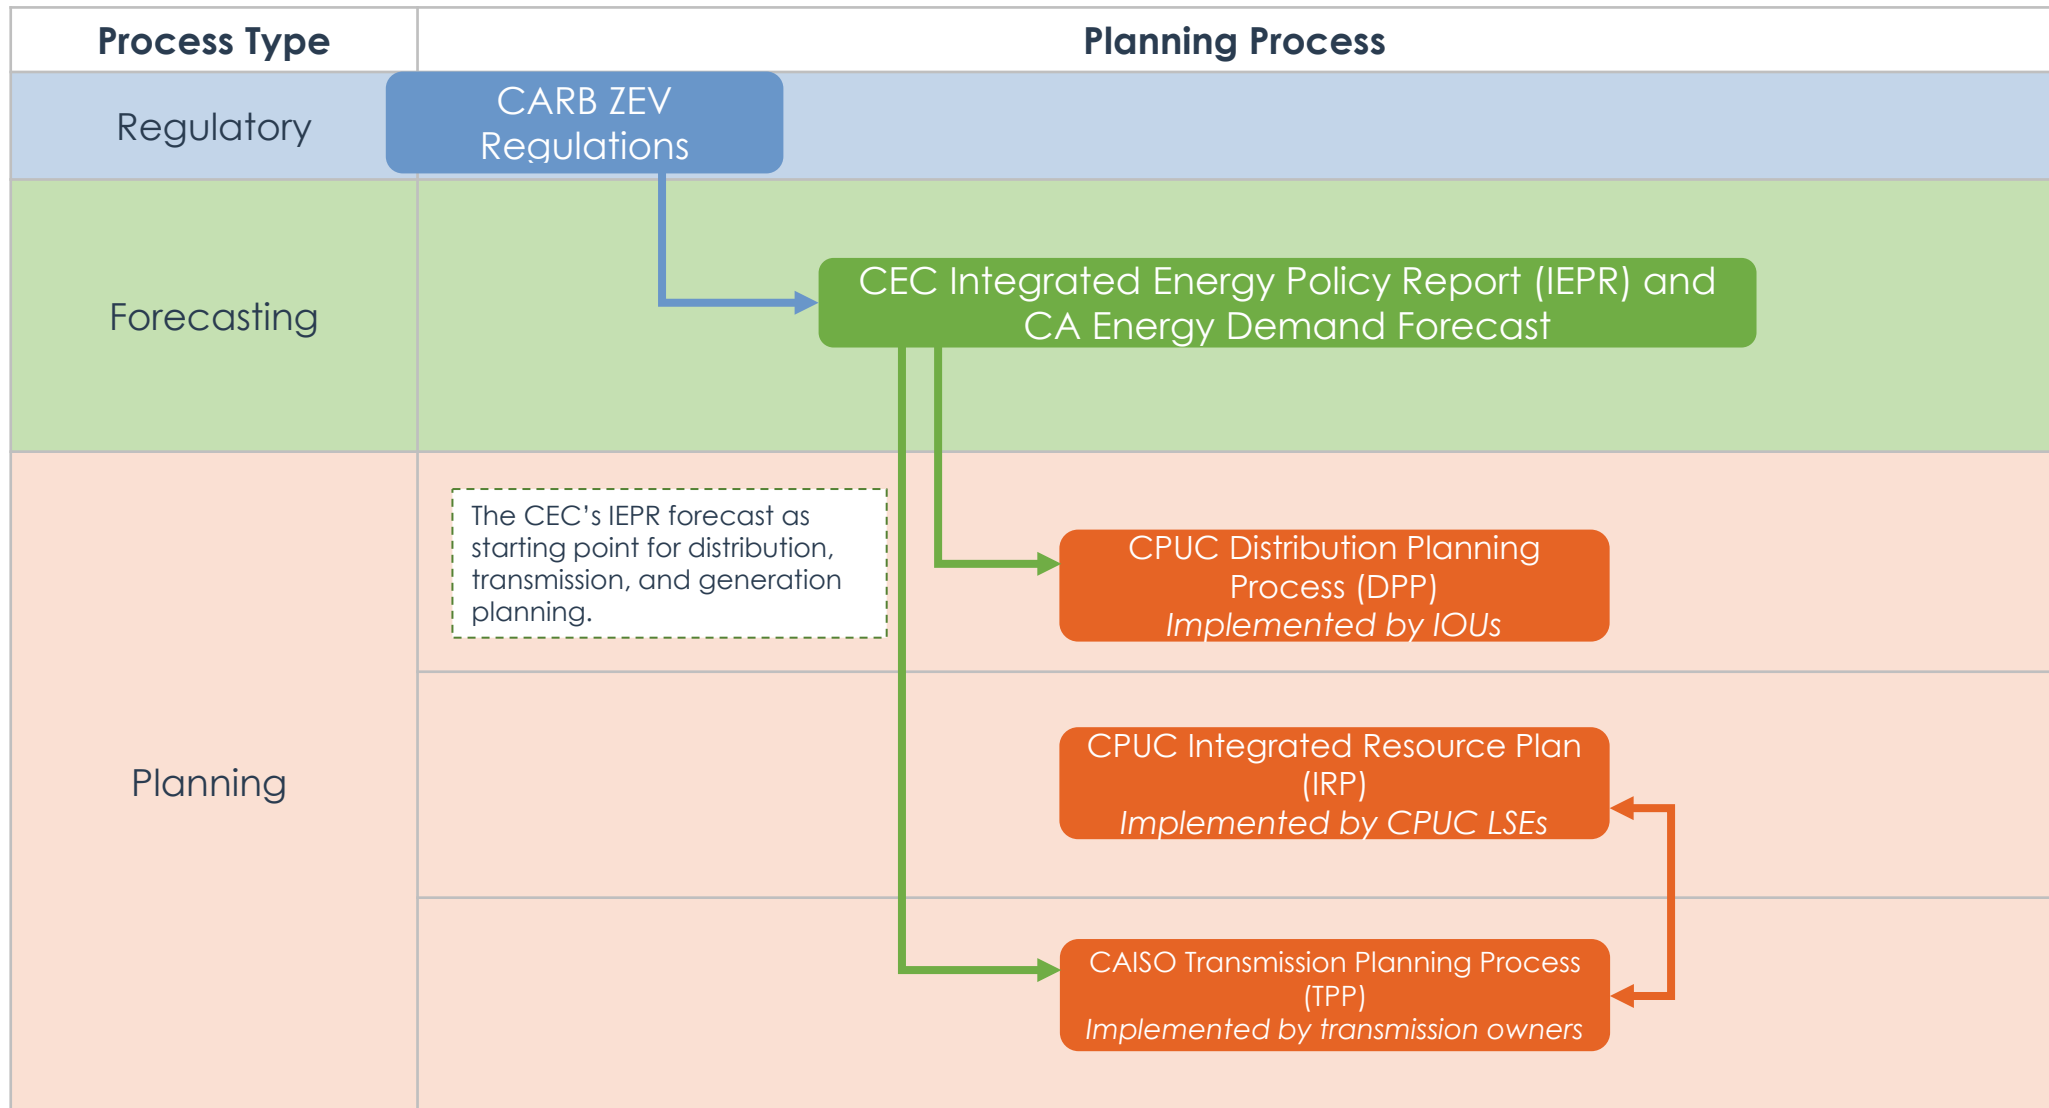 Process Type
Planning Process
Regulatory
CARB ZEV
Regulations
Forecasting
CEC Integrated Energy Policy Report (IEPR) and
CA Energy Demand Forecast
Planning
The CEC’s IEPR forecast as
starting point for distribution,
transmission, and generation
planning.
CPUC Distribution Planning
Process (DPP)
Implemented by IOUs
CPUC Integrated Resource Plan
(IRP)
Implemented by CPUC LSEs
CAISO Transmission Planning Process
(TPP)
Implemented by transmission owners